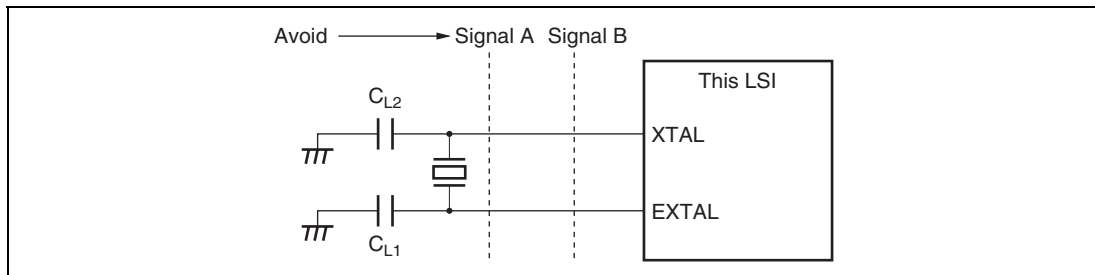 Avoid Signal A Signal B
This LSI
C_L2
XTAL
EXTAL
C_L1